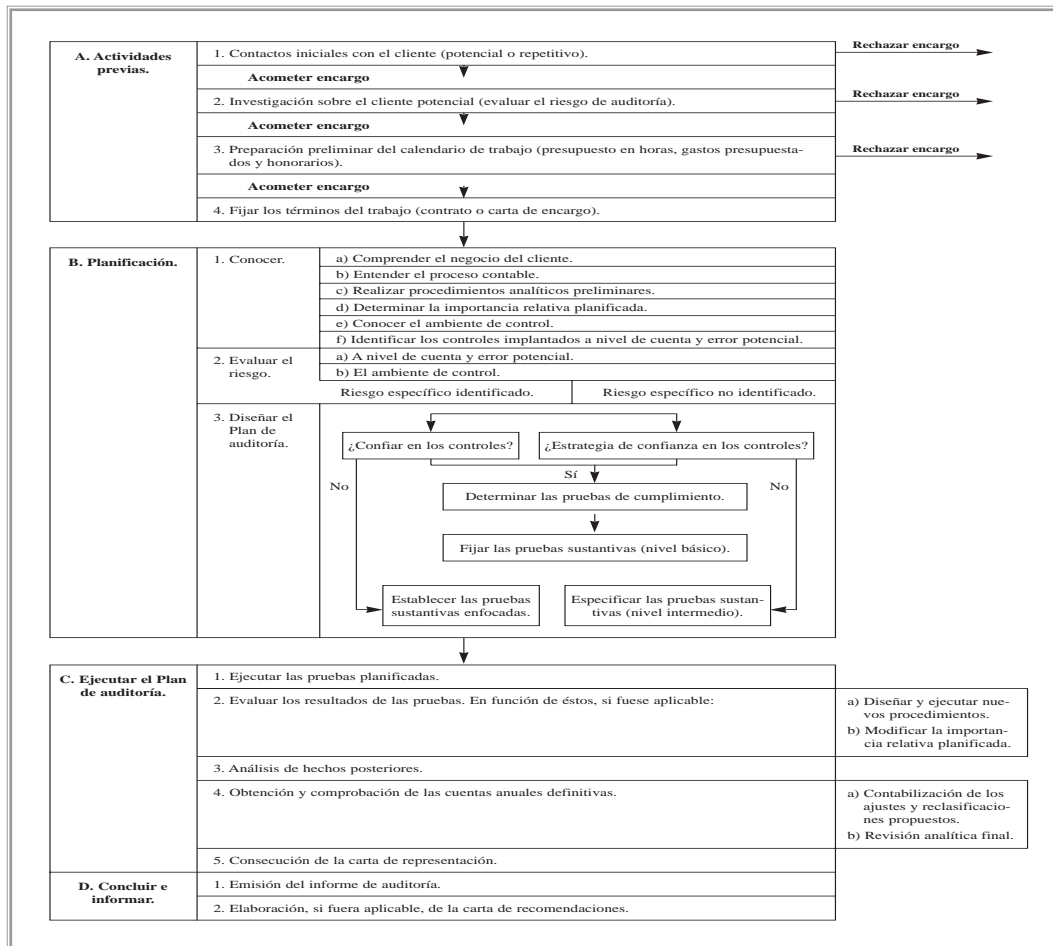 A. Actividades
previas.
1. Contactos iniciales con el cliente (potencial o repetitivo).
Rechazar encargo
Acometer encargo
2. Investigación sobre el cliente potencial (evaluar el riesgo de auditoría).
Rechazar encargo
Acometer encargo
3. Preparación preliminar del calendario de trabajo (presupuesto en horas, gastos presupuesta-
dos y honorarios).
Rechazar encargo
Acometer encargo
4. Fijar los términos del trabajo (contrato o carta de encargo).
B. Planificación.
1. Conocer.
a) Comprender el negocio del cliente.
b) Entender el proceso contable.
c) Realizar procedimientos analíticos preliminares.
d) Determinar la importancia relativa planificada.
e) Conocer el ambiente de control.
f) Identificar los controles implantados a nivel de cuenta y error potencial.
2. Evaluar el
riesgo.
a) A nivel de cuenta y error potencial.
b) El ambiente de control.
Riesgo específico identificado.
Riesgo específico no identificado.
3. Diseñar el
Plan de
auditoría.
¿Confiar en los controles?
¿Estrategia de confianza en los controles?
Sí
No
No
Determinar las pruebas de cumplimiento.
Fijar las pruebas sustantivas (nivel básico).
Establecer las pruebas
sustantivas enfocadas.
Especificar las pruebas sustan-
tivas (nivel intermedio).
C. Ejecutar el Plan
de auditoría.
1. Ejecutar las pruebas planificadas.
2. Evaluar los resultados de las pruebas. En función de éstos, si fuese aplicable:
a) Diseñar y ejecutar nue-
vos procedimientos.
b) Modificar la importan-
cia relativa planificada.
3. Análisis de hechos posteriores.
4. Obtención y comprobación de las cuentas anuales definitivas.
a) Contabilización de los
ajustes y reclasificacio-
nes propuestos.
b) Revisión analítica final.
5. Consecución de la carta de representación.
D. Concluir e
informar.
1. Emisión del informe de auditoría.
2. Elaboración, si fuera aplicable, de la carta de recomendaciones.